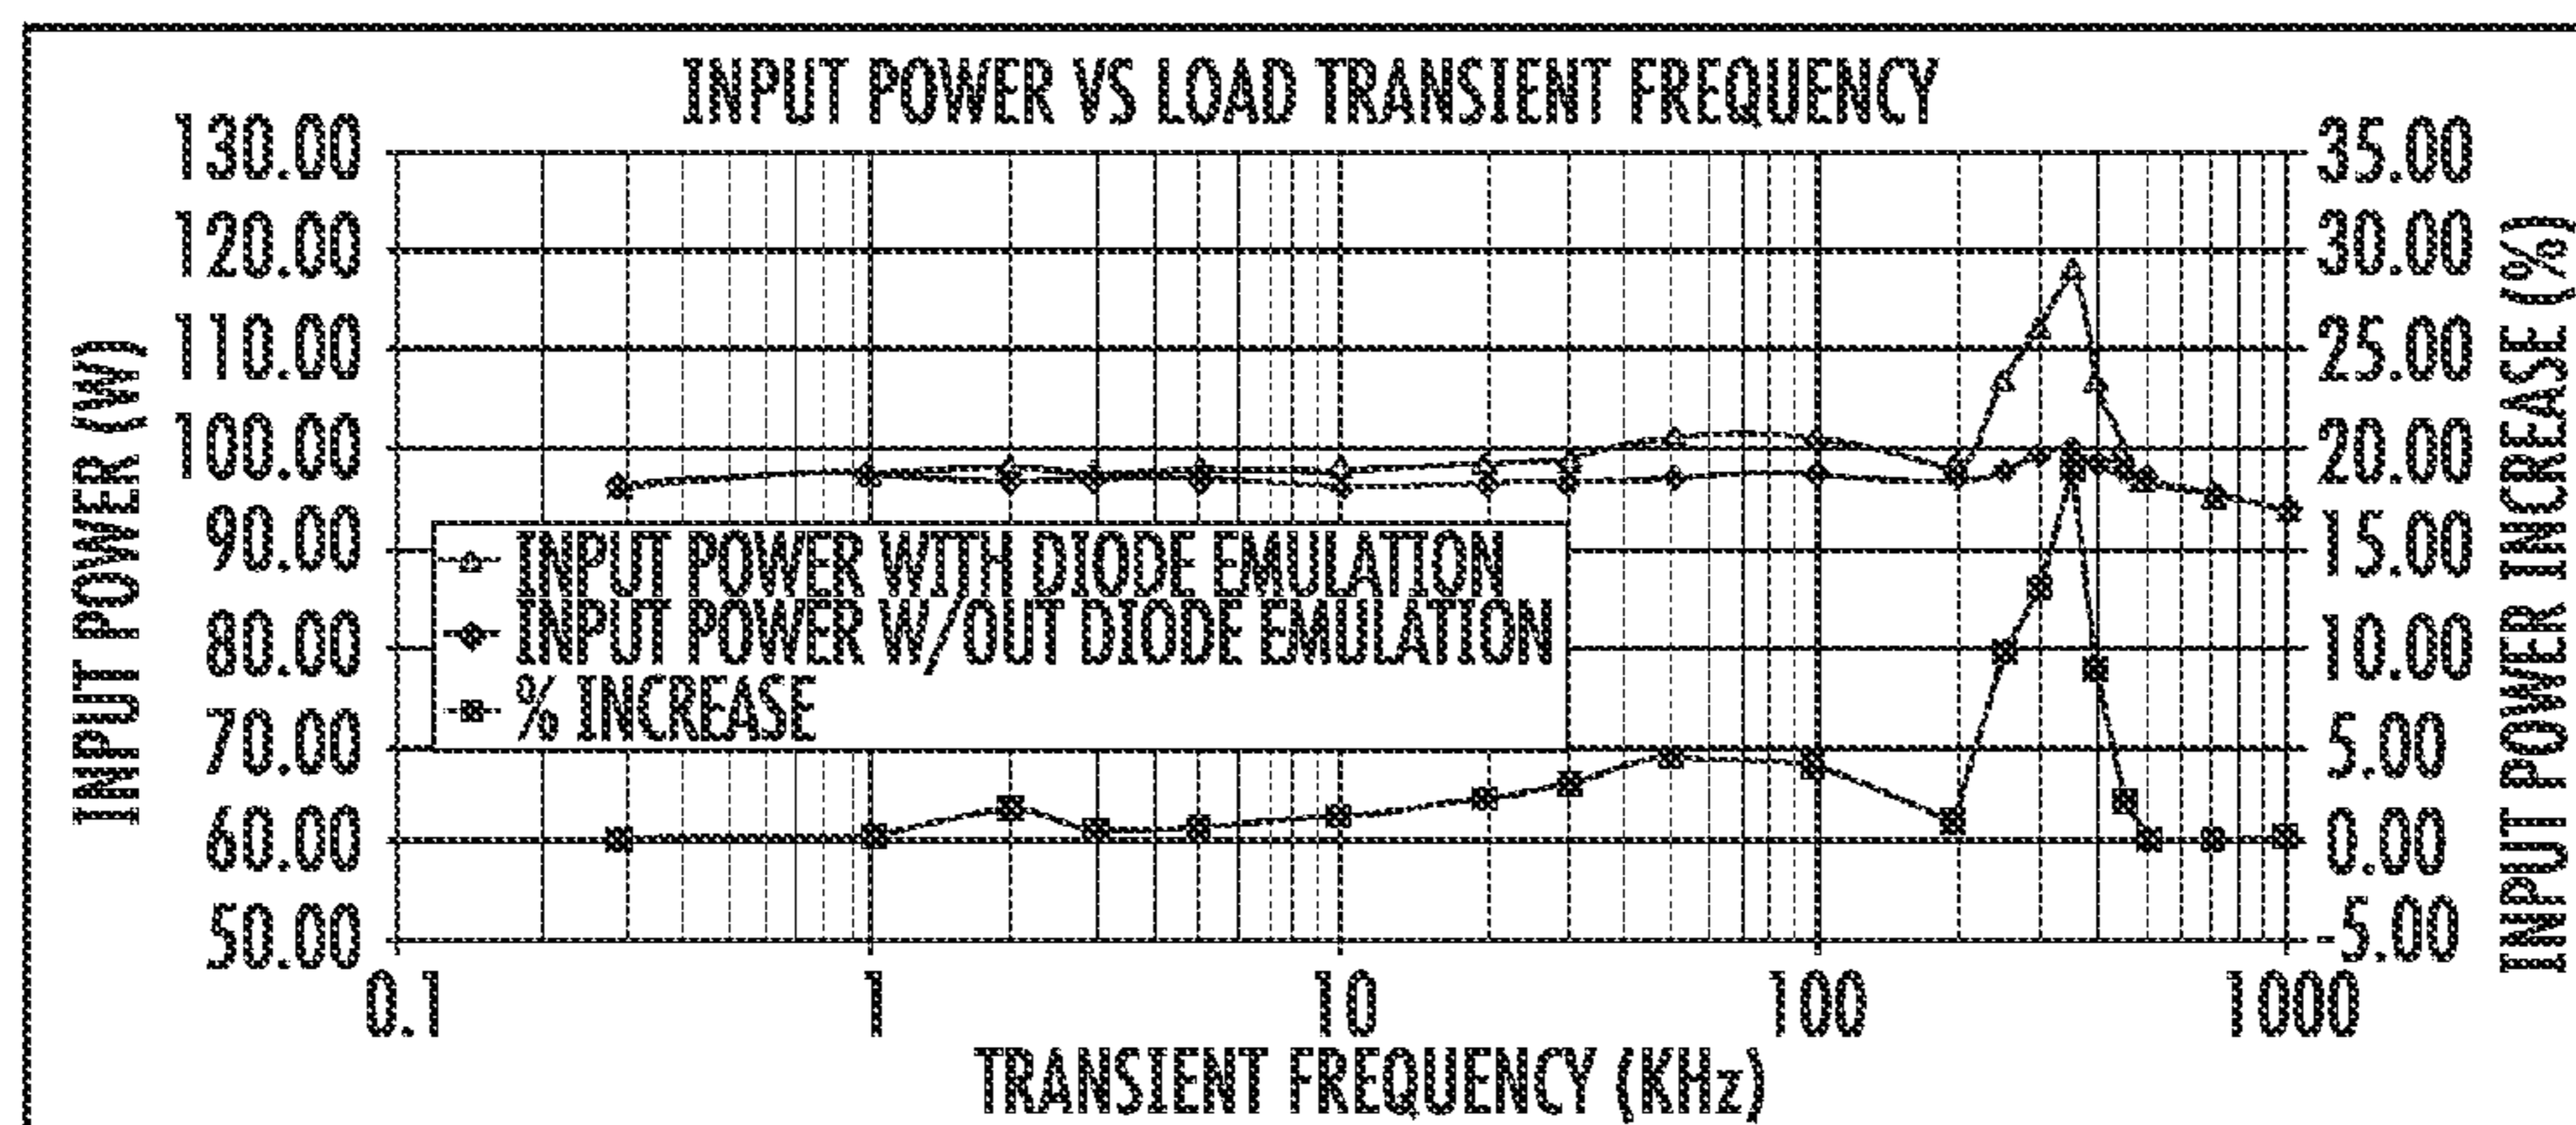 INPUT POWER VS LOAD TRANSIENT FREQUENCY
130.00
120.00
110.00
100.00
90.00
80.00
70.00
60.00
50.00
INPUT POWER (W)
INPUT POWER WITH DIODE EMULATION
INPUT POWER W/OUT DIODE EMULATION
% INCREASE
35.00
30.00
25.00
20.00
15.00
10.00
5.00
0.00
-5.00
INPUT POWER INCREASE (%)
0.1 1 10 100 1000
TRANSIENT FREQUENCY (KHz)